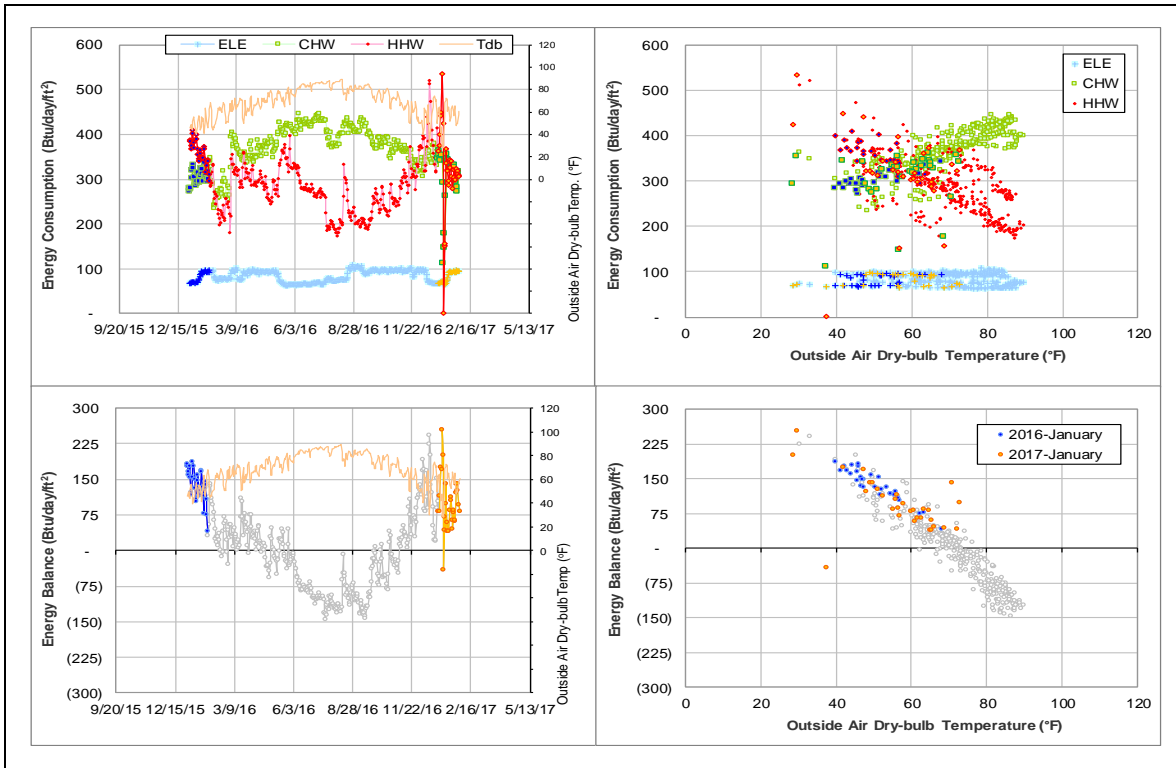 ELE CHW HHW Tdb
Energy Consumption (Btu/day/ft²)
600
500
400
300
200
100
-
120
100
80
60
40
20
0
Outside Air Dry-bulb Temp. (°F)
9/20/15 12/15/15 3/9/16 6/3/16 8/28/16 11/22/16 2/16/17 5/13/17
ELE
CHW
HHW
Energy Consumption (Btu/day/ft²)
600
500
400
300
200
100
-
0 20 40 60 80 100 120
Outside Air Dry-bulb Temperature (°F)
Energy Balance (Btu/day/ft²)
300
225
150
75
-
(75)
(150)
(225)
(300)
120
100
80
60
40
20
0
Outside Air Dry-bulb Temp (°F)
9/20/15 12/15/15 3/9/16 6/3/16 8/28/16 11/22/16 2/16/17 5/13/17
2016-January
2017-January
Energy Balance (Btu/day/ft²)
300
225
150
75
-
(75)
(150)
(225)
(300)
0 20 40 60 80 100 120
Outside Air Dry-bulb Temperature (°F)